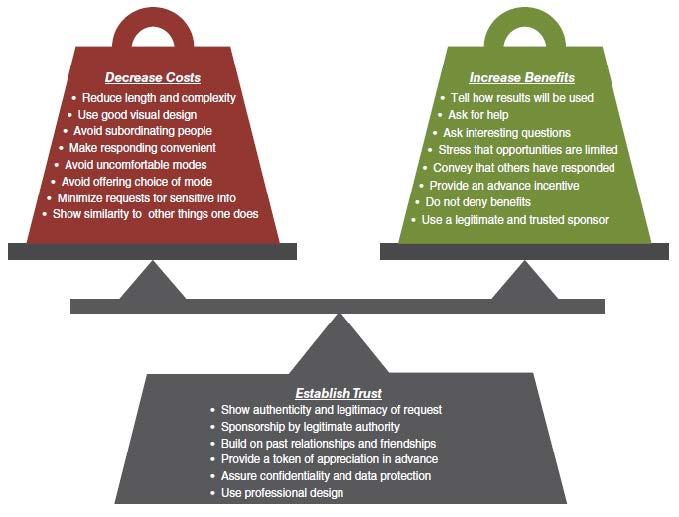 Decrease Costs
• Reduce length and complexity
• Use good visual design
• Avoid subordinating people
• Make responding convenient
• Avoid uncomfortable modes
• Avoid offering choice of mode
• Minimize requests for sensitive into
• Show similarity to other things one does
Increase Benefits
• Tell how results will be used
• Ask for help
• Ask interesting questions
• Stress that opportunities are limited
• Convey that others have responded
• Provide an advance incentive
• Do not deny benefits
• Use a legitimate and trusted sponsor
Establish Trust
• Show authenticity and legitimacy of request
• Sponsorship by legitimate authority
• Build on past relationships and friendships
• Provide a token of appreciation in advance
• Assure confidentiality and data protection
• Use professional design